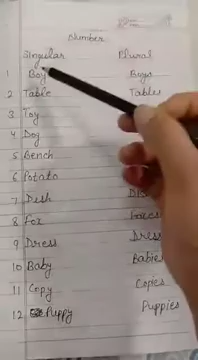 Number
Singular Plural
1 Boy Boys
2 Table Tables
3 Toy
4 Dog
5 Bench
6 Potato
7 Dish
8 Fox
9 Dress
10 Baby Babies
11 Copy Copies
12 Puppy Puppies